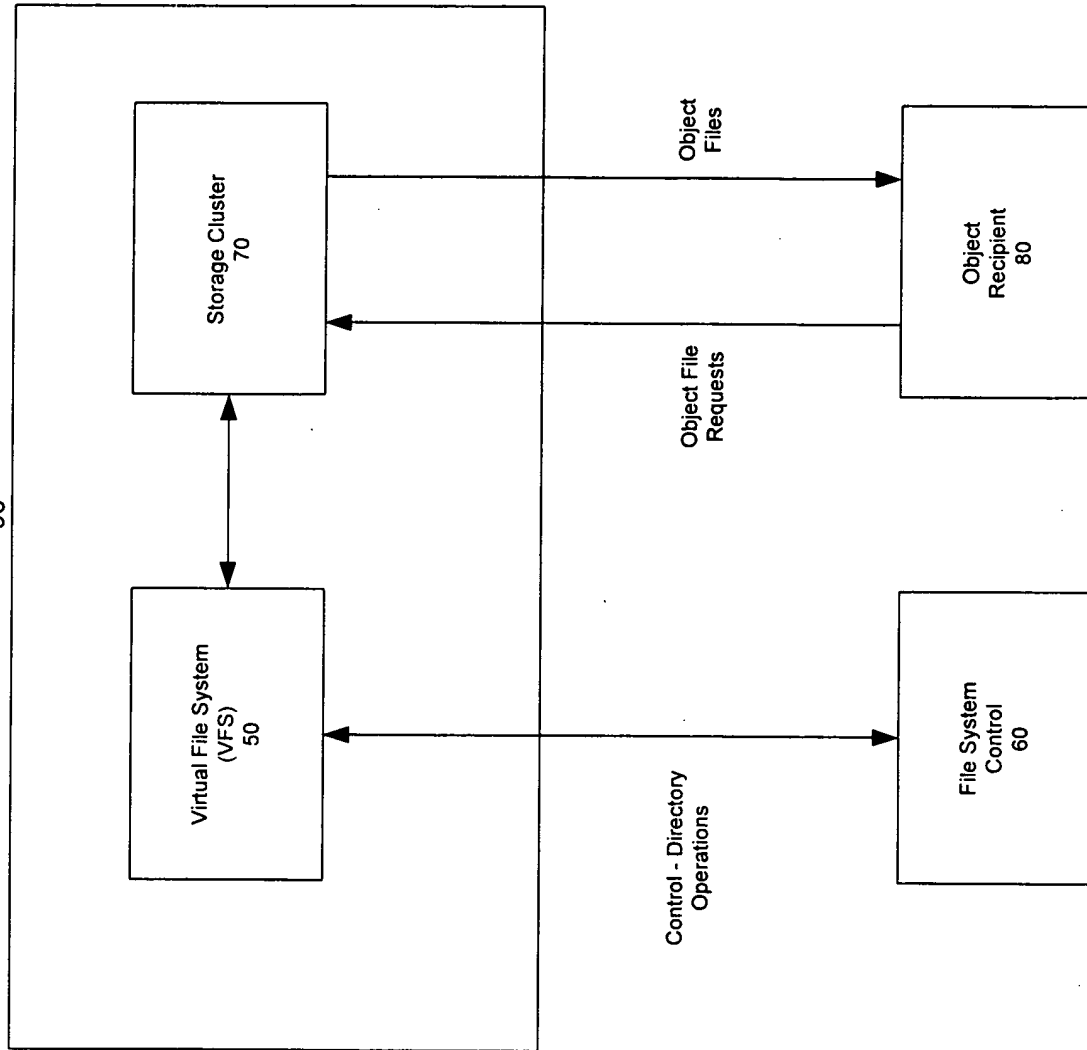 Virtual File System
(VFS)
50
Storage Cluster
70
Control - Directory
Operations
Object File
Requests
Object
Files
File System
Control
60
Object
Recipient
80